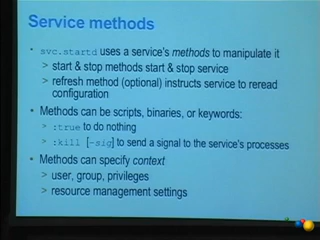 Service methods
• svc.startd uses a service's methods to manipulate it
> start & stop methods start & stop service
> refresh method (optional) instructs service to reread
configuration
• Methods can be scripts, binaries, or keywords:
> :true to do nothing
> :kill [-sig] to send a signal to the service's processes
• Methods can specify context
> user, group, privileges
> resource management settings